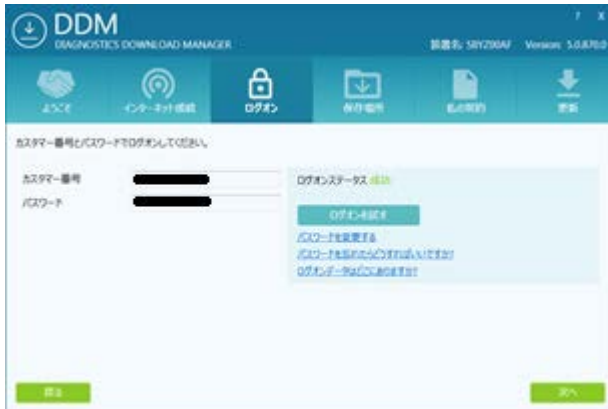 DDM
DIAGNOSTICS DOWNLOAD MANAGER
? X
装置名: SRYZ00AF Version: 5.0.870.0
ようこそ
インターネット接続
ログオン
保存場所
私の契約
更新
カスタマー番号とパスワードでログオンしてください。
カスタマー番号
パスワード
ログオンステータス 成功!
ログオンを試す
パスワードを変更する
パスワードを忘れたらどうすればいいですか?
ログオンデータはどこにありますか?
戻る
次へ